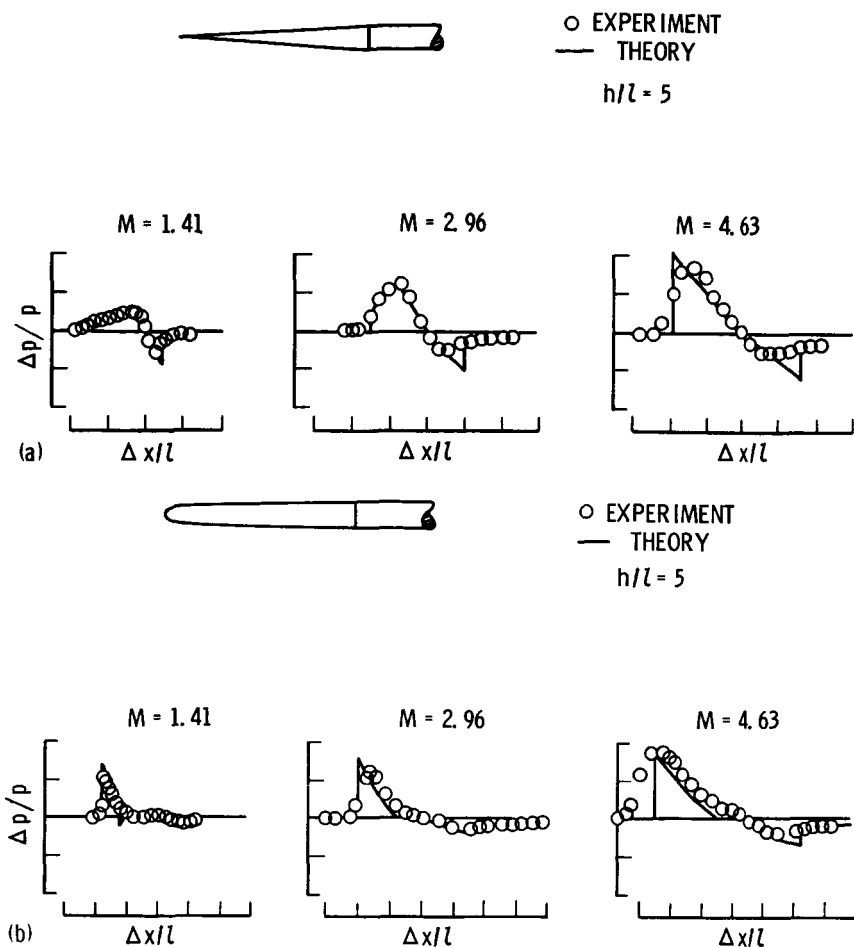 EXPERIMENT
THEORY
h/l = 5
M = 1.41
M = 2.96
M = 4.63
Δp/p
(a)
Δx/l
Δx/l
Δx/l
EXPERIMENT
THEORY
h/l = 5
M = 1.41
M = 2.96
M = 4.63
Δp/p
(b)
Δx/l
Δx/l
Δx/l